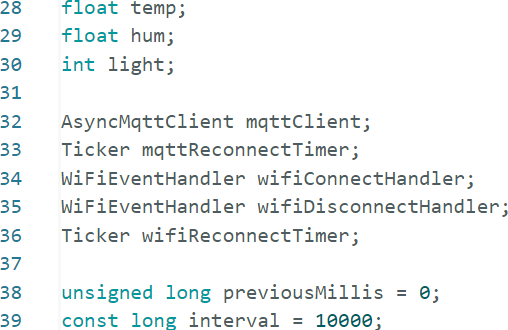 28 float temp;
29 float hum;
30 int light;
31
32 AsyncMqttClient mqttClient;
33 Ticker mqttReconnectTimer;
34 WiFiEventHandler wifiConnectHandler;
35 WiFiEventHandler wifiDisconnectHandler;
36 Ticker wifiReconnectTimer;
37
38 unsigned long previousMillis = 0;
39 const long interval = 10000;